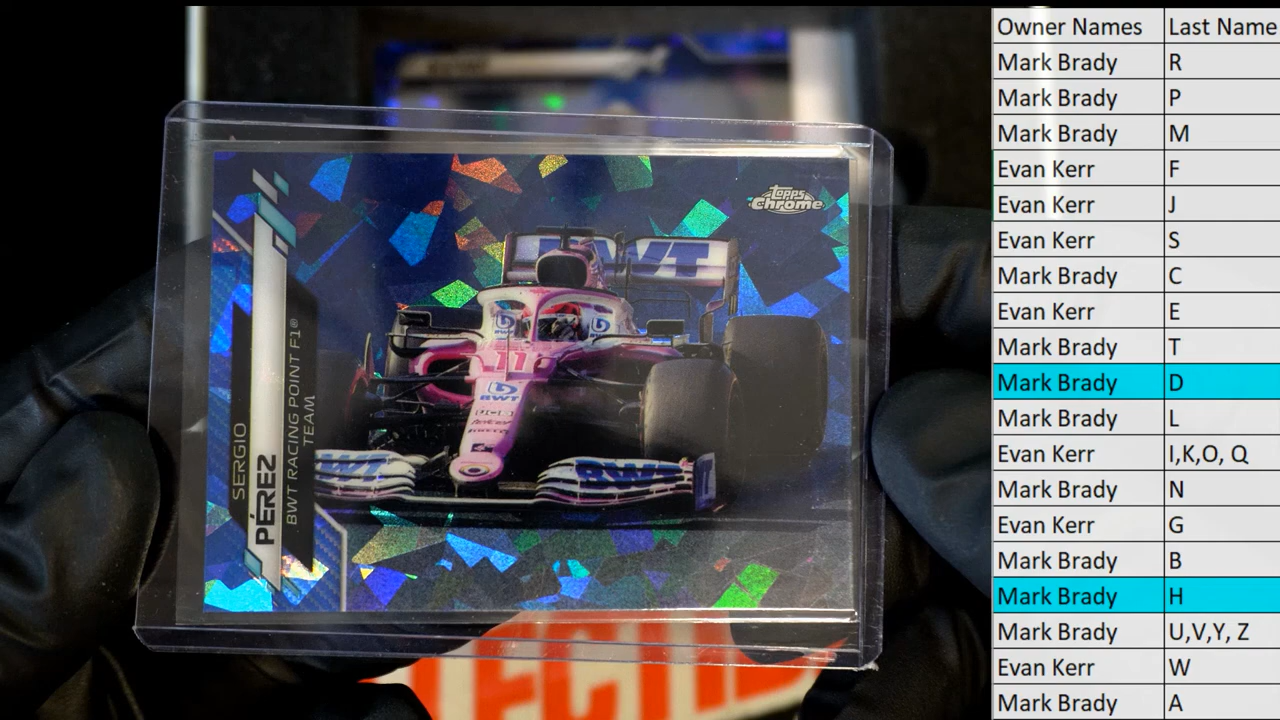 Topps
Chrome
BWT
11
BWT
BWT
BWT
BWT
BWT
SERGIO
PÉREZ
BWT RACING POINT F1®
TEAM
Owner Names Last Name
Mark Brady R
Mark Brady P
Mark Brady M
Evan Kerr F
Evan Kerr J
Evan Kerr S
Mark Brady C
Evan Kerr E
Mark Brady T
Mark Brady D
Mark Brady L
Evan Kerr I,K,O, Q
Mark Brady N
Evan Kerr G
Mark Brady B
Mark Brady H
Mark Brady U,V,Y, Z
Evan Kerr W
Mark Brady A